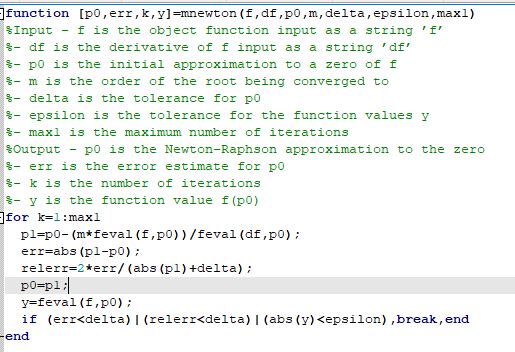 function [p0,err,k,y]=mnewton(f,df,p0,m,delta,epsilon,max1)
%Input - f is the object function input as a string ’f’
%- df is the derivative of f input as a string ’df’
%- p0 is the initial approximation to a zero of f
%- m is the order of the root being converged to
%- delta is the tolerance for p0
%- epsilon is the tolerance for the function values y
%- max1 is the maximum number of iterations
%Output - p0 is the Newton-Raphson approximation to the zero
%- err is the error estimate for p0
%- k is the number of iterations
%- y is the function value f(p0)
for k=1:max1
p1=p0-(m*feval(f,p0))/feval(df,p0);
err=abs(p1-p0);
relerr=2*err/(abs(p1)+delta);
p0=p1;
y=feval(f,p0);
if (err<delta)|(relerr<delta)|(abs(y)<epsilon),break,end
end